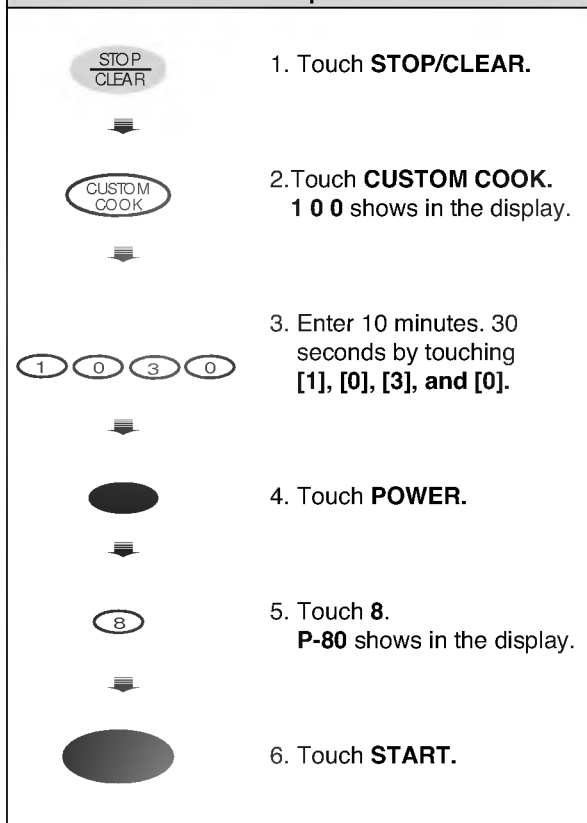 STOP
CLEAR
1. Touch STOP/CLEAR.
CUSTOM
COOK
2.Touch CUSTOM COOK.
1 0 0 shows in the display.
1 0 3 0
3. Enter 10 minutes. 30
seconds by touching
[1], [0], [3], and [0].
4. Touch POWER.
8
5. Touch 8.
P-80 shows in the display.
6. Touch START.